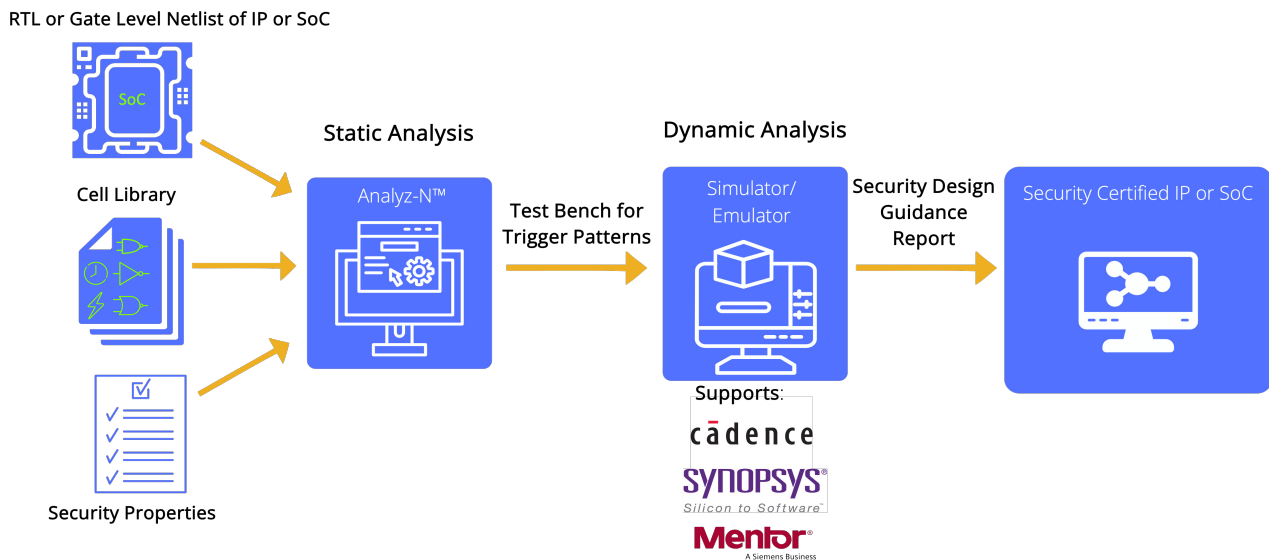 RTL or Gate Level Netlist of IP or SoC
SoC
Cell Library
Security Properties
Static Analysis
Analyz-N™
Test Bench for
Trigger Patterns
Dynamic Analysis
Simulator/
Emulator
Supports:
cādence
SYNOPSYS®
Silicon to Software™
Mentor®
A Siemens Business
Security Design
Guidance
Report
Security Certified IP or SoC